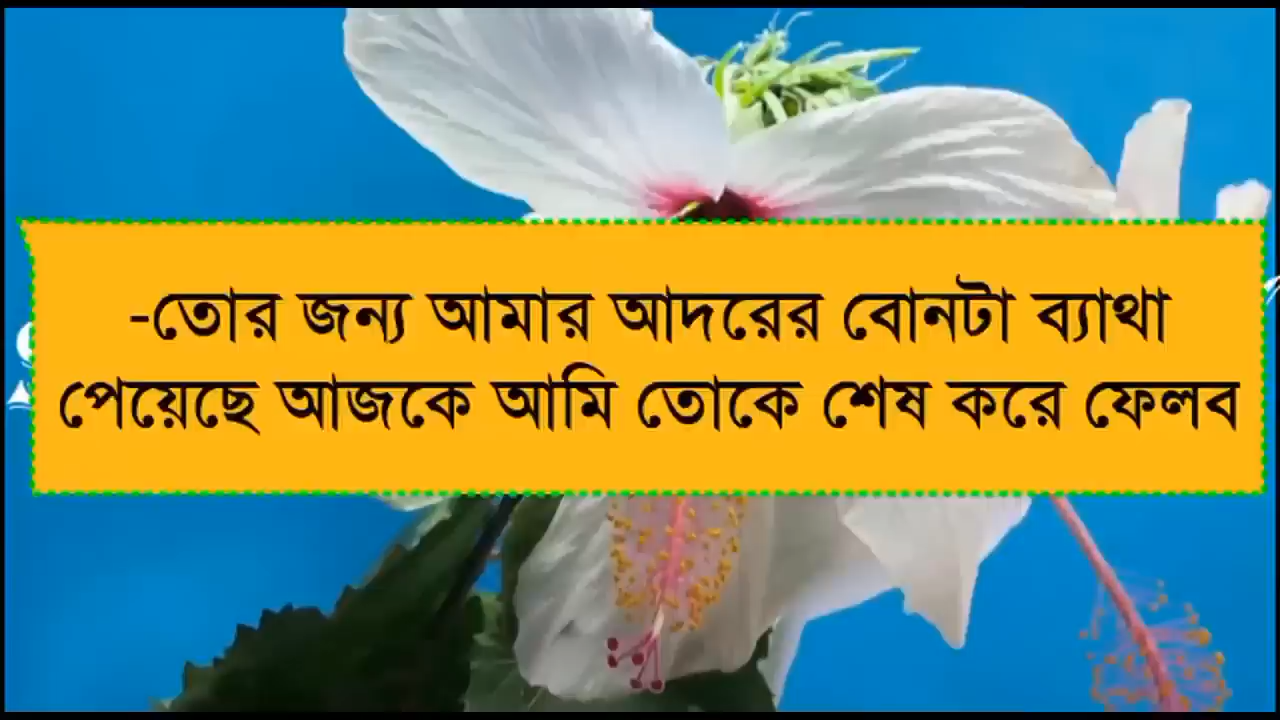 -তোর জন্য আমার আদরের বোনটা ব্যাথা
পেয়েছে আজকে আমি তোকে শেষ করে ফেলব